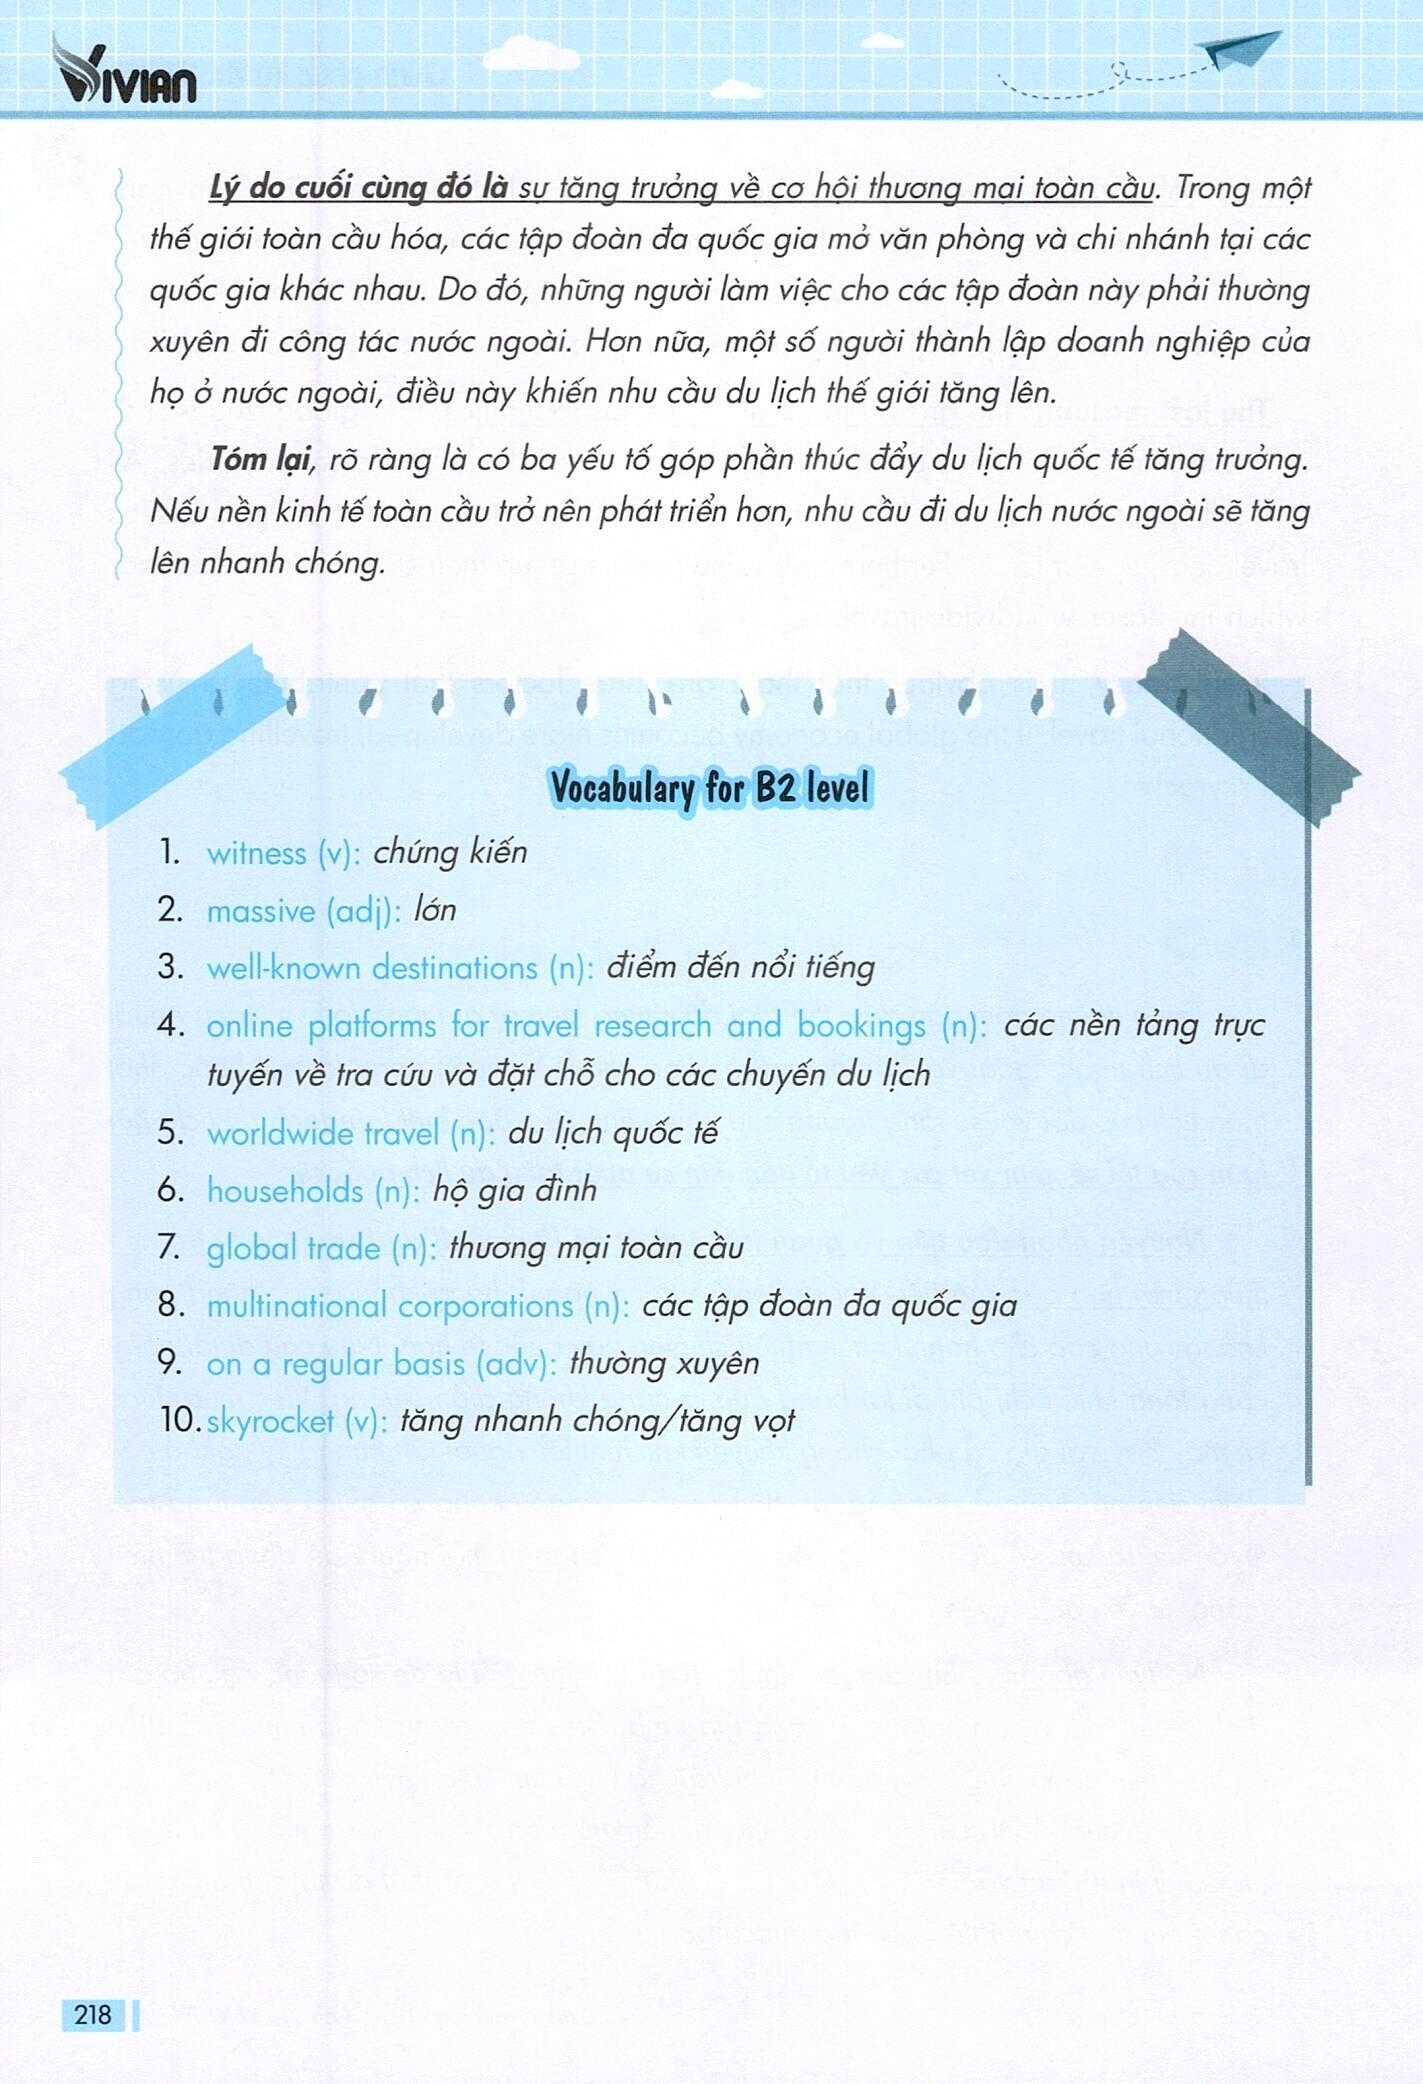 VIVIAN
Lý do cuối cùng đó là sự tăng trưởng về cơ hội thương mại toàn cầu. Trong một
thế giới toàn cầu hóa, các tập đoàn đa quốc gia mở văn phòng và chi nhánh tại các
quốc gia khác nhau. Do đó, những người làm việc cho các tập đoàn này phải thường
xuyên đi công tác nước ngoài. Hơn nữa, một số người thành lập doanh nghiệp của
họ ở nước ngoài, điều này khiến nhu cầu du lịch thế giới tăng lên.
Tóm lại, rõ ràng là có ba yếu tố góp phần thúc đẩy du lịch quốc tế tăng trưởng.
Nếu nền kinh tế toàn cầu trở nên phát triển hơn, nhu cầu đi du lịch nước ngoài sẽ tăng
lên nhanh chóng.
Vocabulary for B2 level
1. witness (v): chứng kiến
2. massive (adj): lớn
3. well-known destinations (n): điểm đến nổi tiếng
4. online platforms for travel research and bookings (n): các nền tảng trực
tuyến về tra cứu và đặt chỗ cho các chuyến du lịch
5. worldwide travel (n): du lịch quốc tế
6. households (n): hộ gia đình
7. global trade (n): thương mại toàn cầu
8. multinational corporations (n): các tập đoàn đa quốc gia
9. on a regular basis (adv): thường xuyên
10. skyrocket (v): tăng nhanh chóng/tăng vọt
218